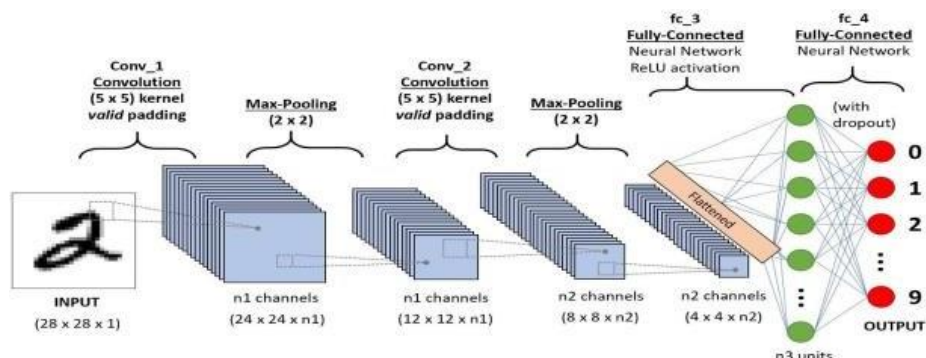 fc_3
Fully-Connected
Neural Network
ReLU activation
fc_4
Fully-Connected
Neural Network
Conv_1
Convolution
(5 x 5) kernel
valid padding
Max-Pooling
(2 x 2)
Conv_2
Convolution
(5 x 5) kernel
valid padding
Max-Pooling
(2 x 2)
(with
dropout)
Flattened
2
0
1
2
9
INPUT
(28 x 28 x 1)
n1 channels
(24 x 24 x n1)
n1 channels
(12 x 12 x n1)
n2 channels
(8 x 8 x n2)
n2 channels
(4 x 4 x n2)
OUTPUT
n3 units